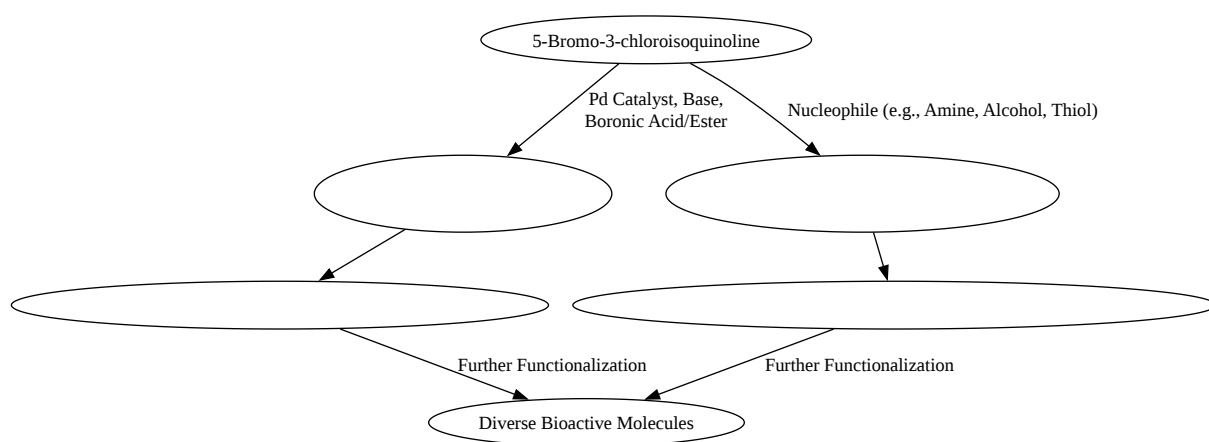 5-Bromo-3-chloroisoquinoline
Pd Catalyst, Base,
Boronic Acid/Ester
Nucleophile (e.g., Amine, Alcohol, Thiol)
Further Functionalization
Further Functionalization
Diverse Bioactive Molecules